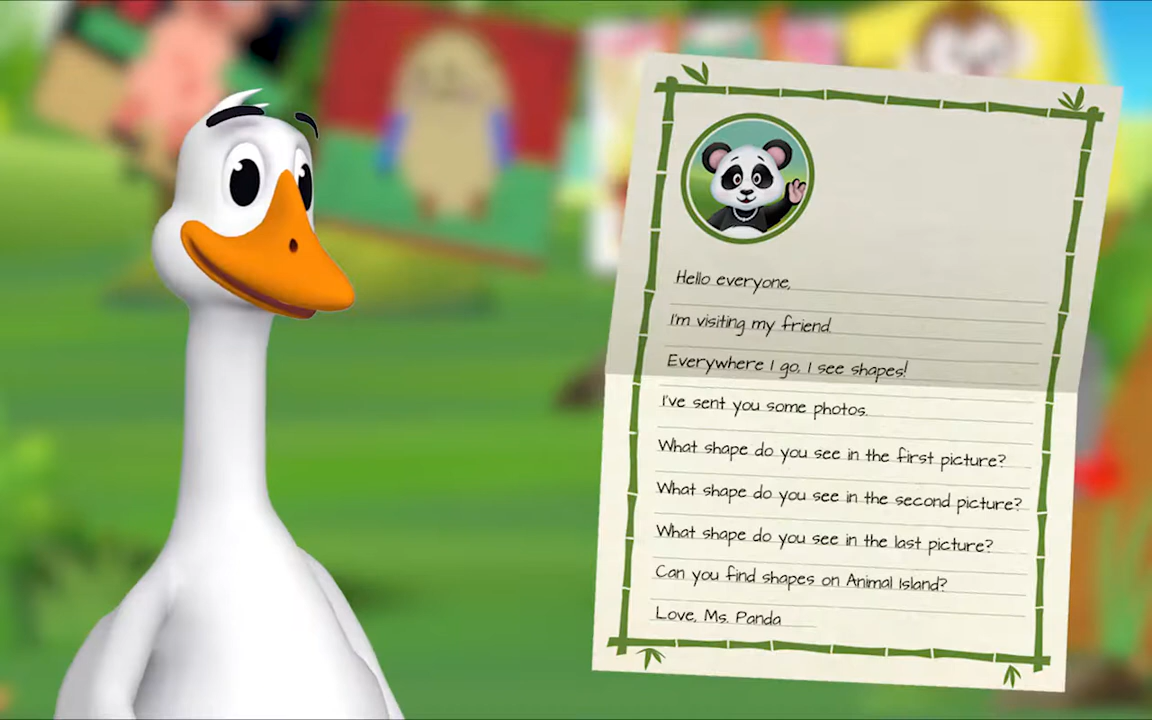 Hello everyone,
I'm visiting my friend.
Everywhere I go, I see shapes!
I've sent you some photos.
What shape do you see in the first picture?
What shape do you see in the second picture?
What shape do you see in the last picture?
Can you find shapes on Animal Island?
Love, Ms. Panda